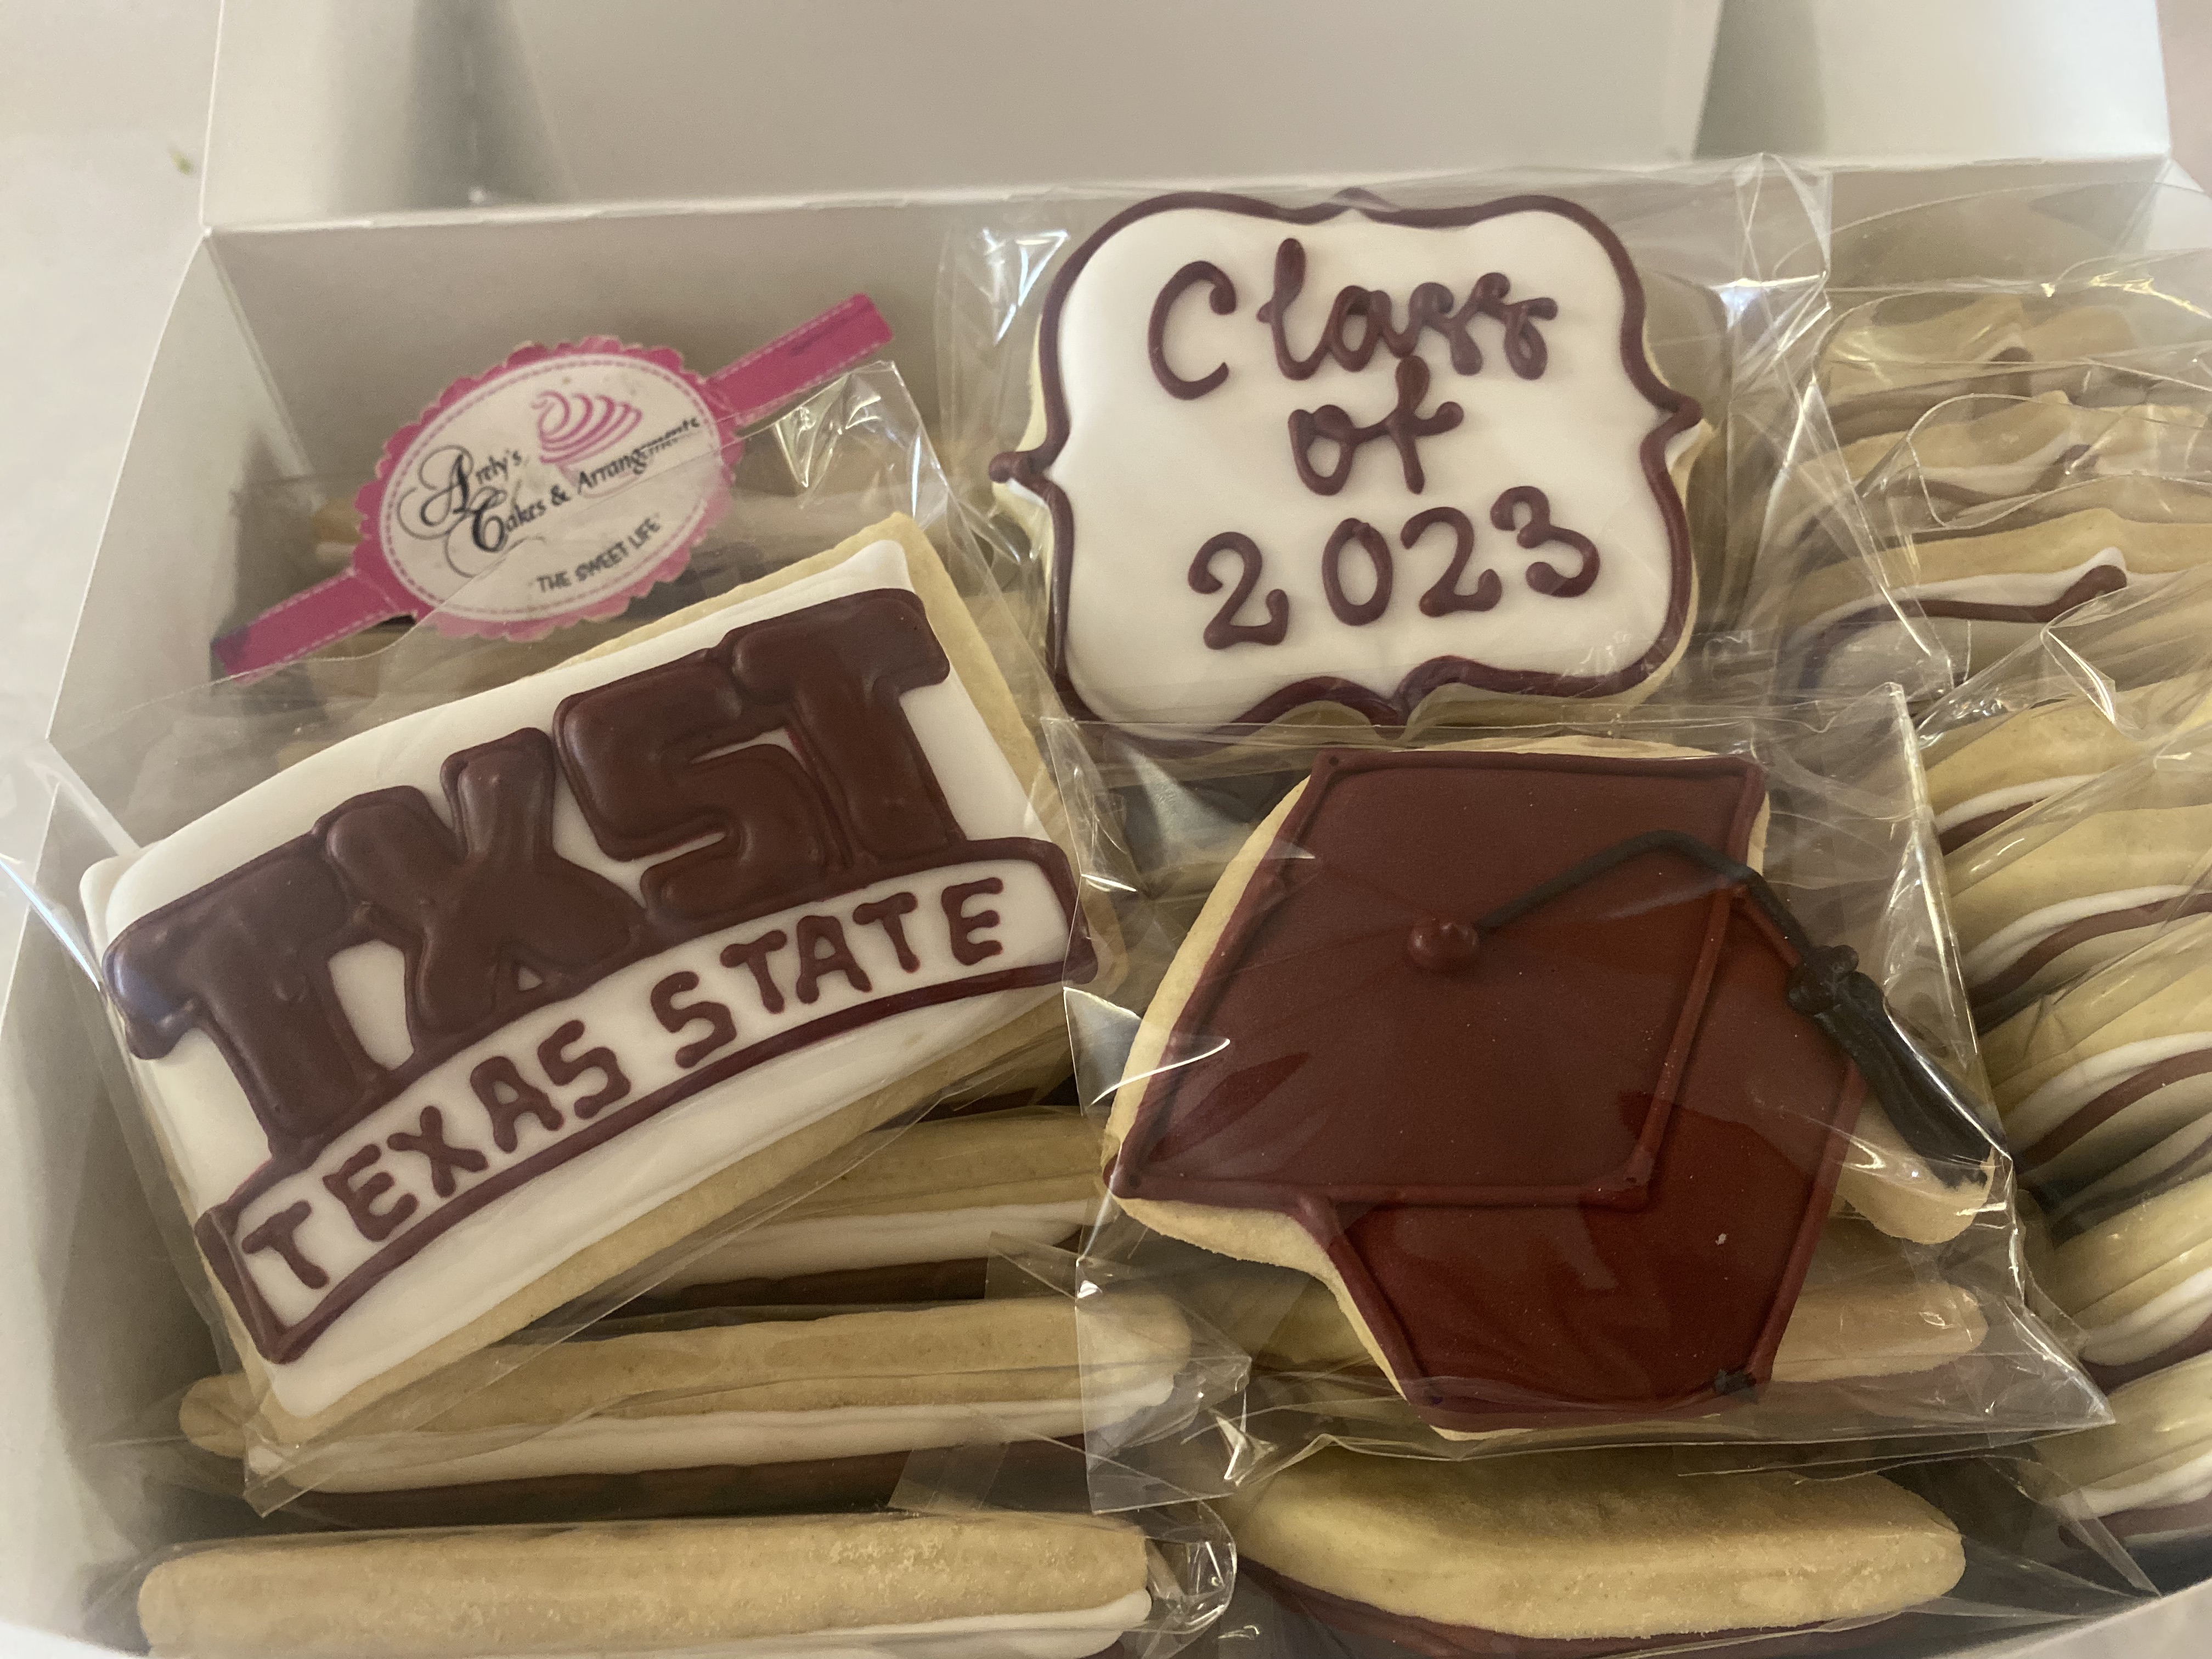 Class
of
2023
Arely's
Cakes & Arrangements
"THE SWEET LIFE"
TXST
TEXAS STATE